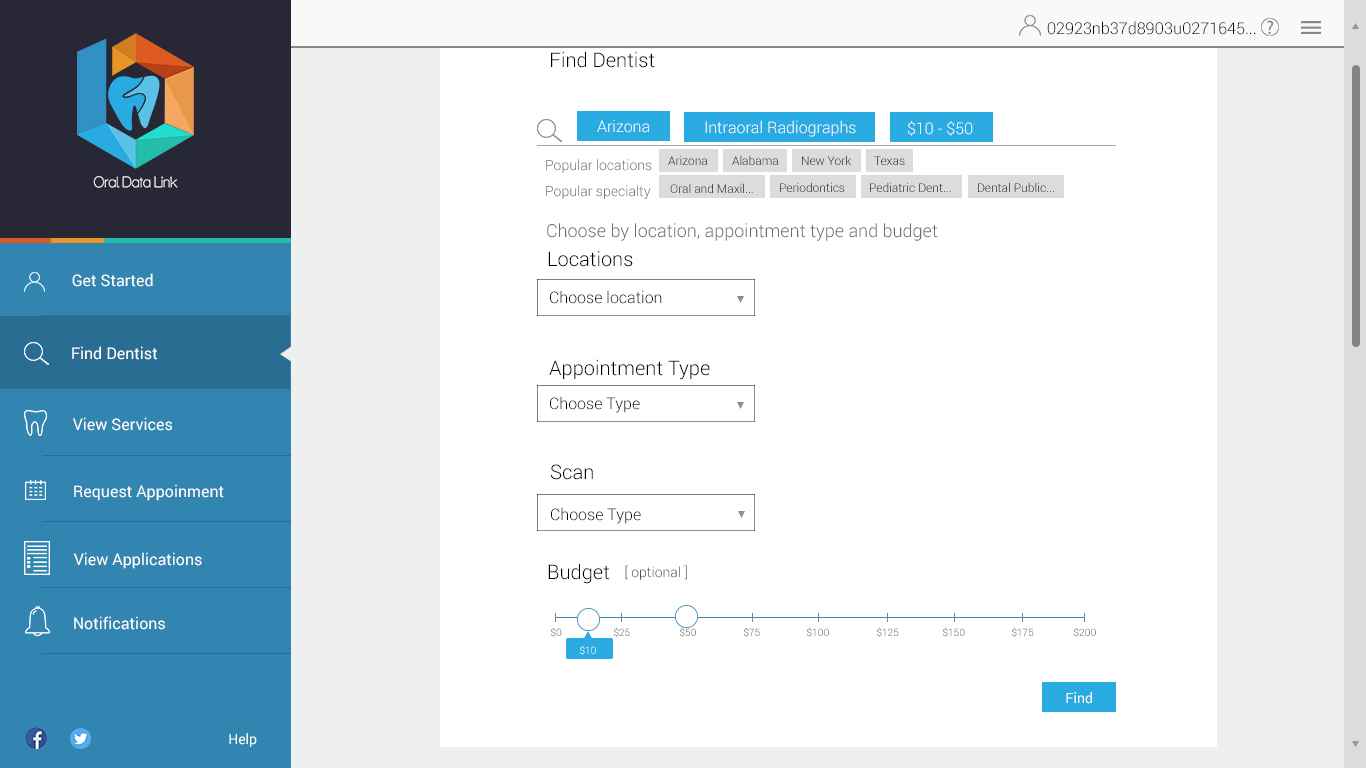 Oral Data Link
Get Started
Find Dentist
View Services
Request Appoinment
View Applications
Notifications
Help
02923nb37d8903u0271645... ?
Find Dentist
Arizona Intraoral Radiographs $10 - $50
Popular locations Arizona Alabama New York Texas
Popular specialty Oral and Maxil... Periodontics Pediatric Dent... Dental Public...
Choose by location, appointment type and budget
Locations
Choose location
Appointment Type
Choose Type
Scan
Choose Type
Budget [ optional ]
$0 $25 $50 $75 $100 $125 $150 $175 $200
$10
Find